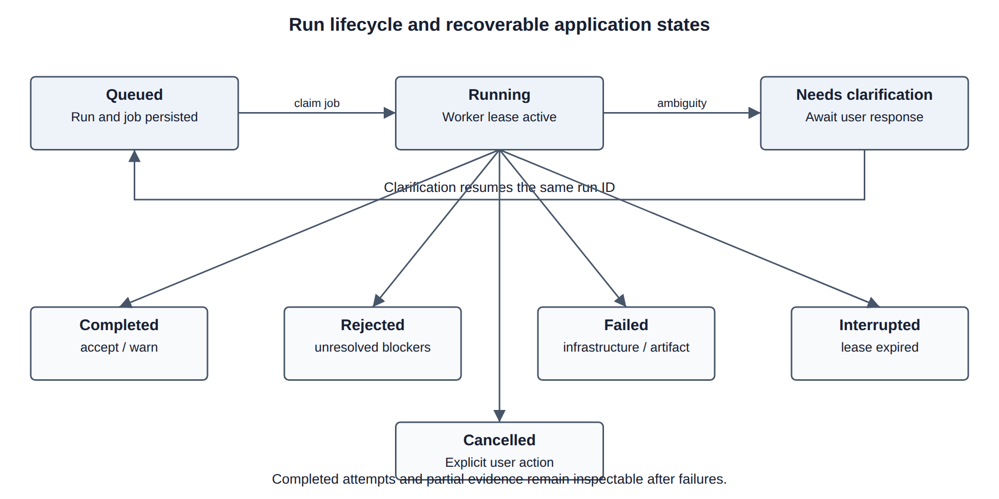 Run lifecycle and recoverable application states
Queued
Run and job persisted
claim job
Running
Worker lease active
ambiguity
Needs clarification
Await user response
Clarification resumes the same run ID
Completed
accept / warn
Rejected
unresolved blockers
Failed
infrastructure / artifact
Interrupted
lease expired
Cancelled
Explicit user action
Completed attempts and partial evidence remain inspectable after failures.